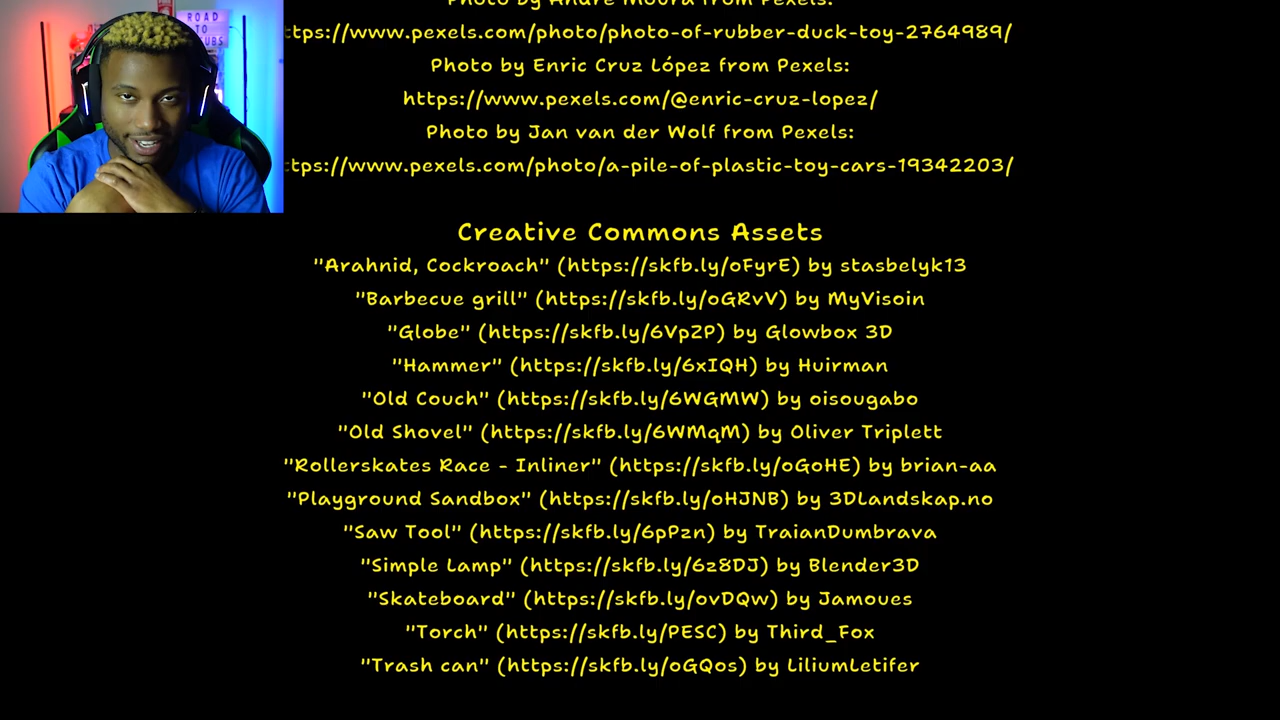 Photo by Andre Moura from Pexels:
ROAD
TO
ttps://www.pexels.com/photo/photo-of-rubber-duck-toy-2764989/
Photo by Enric Cruz López from Pexels:
https://www.pexels.com/@enric-cruz-lopez/
Photo by Jan van der Wolf from Pexels:
ttps://www.pexels.com/photo/a-pile-of-plastic-toy-cars-19342203/
Creative Commons Assets
"Arahnid, Cockroach" (https://skfb.ly/oFyrE) by stasbelyk13
"Barbecue grill" (https://skfb.ly/oGRvV) by MyVisoin
"Globe" (https://skfb.ly/6VpZP) by Glowbox 3D
"Hammer" (https://skfb.ly/6xIQH) by Huirman
"Old Couch" (https://skfb.ly/6WGMW) by oisougabo
"Old Shovel" (https://skfb.ly/6WMqM) by Oliver Triplett
"Rollerskates Race - Inliner" (https://skfb.ly/oGoHE) by brian-aa
"Playground Sandbox" (https://skfb.ly/oHJNB) by 3DLandskap.no
"Saw Tool" (https://skfb.ly/6pPzn) by TraianDumbrava
"Simple Lamp" (https://skfb.ly/6z8DJ) by Blender3D
"Skateboard" (https://skfb.ly/ovDQw) by Jamoues
"Torch" (https://skfb.ly/PESC) by Third_Fox
"Trash can" (https://skfb.ly/oGQos) by LiliumLetifer